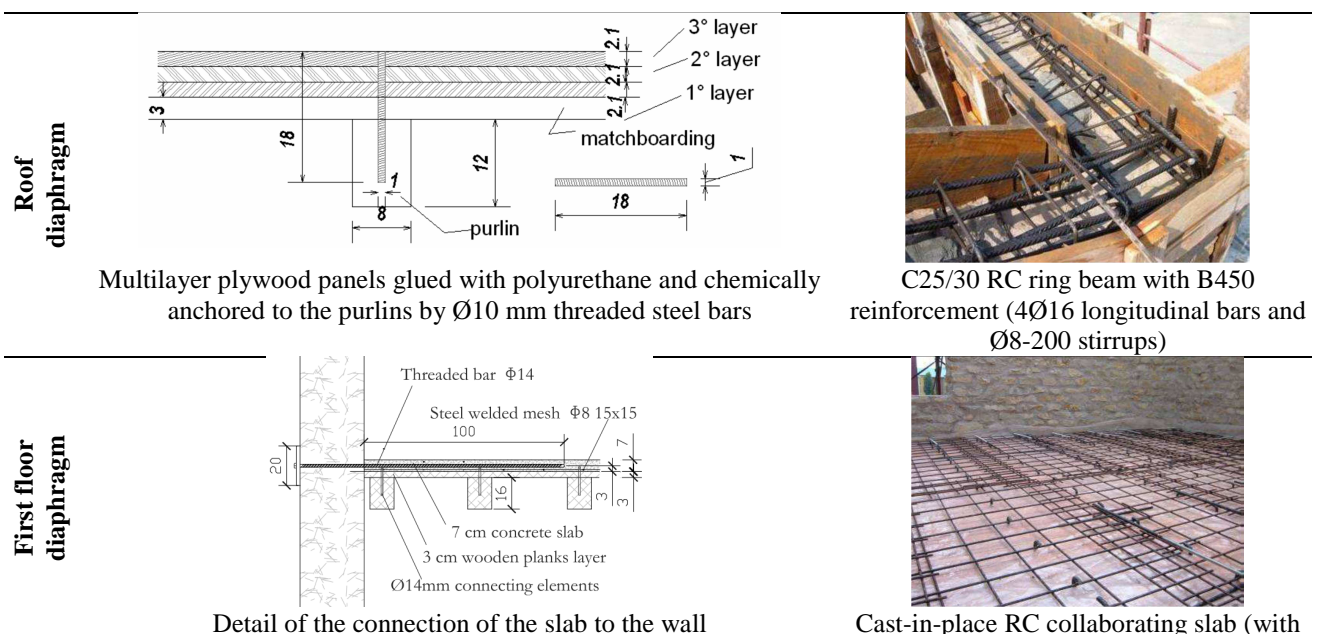 Roof
diaphragm
2.1
2.1
2.1
3
18
1
8
12
3° layer
2° layer
1° layer
matchboarding
1
18
purlin
Multilayer plywood panels glued with polyurethane and chemically
anchored to the purlins by Ø10 mm threaded steel bars
C25/30 RC ring beam with B450
reinforcement (4Ø16 longitudinal bars and
Ø8-200 stirrups)
First floor
diaphragm
Threaded bar Φ14
Steel welded mesh Φ8 15x15
100
20
7
16
3
3
7 cm concrete slab
3 cm wooden planks layer
Ø14mm connecting elements
Detail of the connection of the slab to the wall
Cast-in-place RC collaborating slab (with